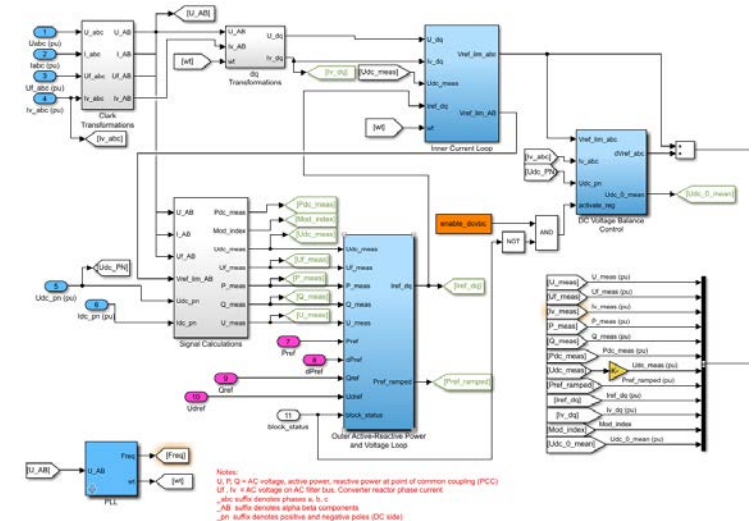 [U_AB]
1
Uabc (pu)
2
Iabc (pu)
3
Uf_abc (pu)
4
Iv_abc (pu)
U_abc U_AB
I_abc I_AB
Uf_abc Uf_AB
Iv_abc Iv_AB
Clark
Transformations
[Iv_abc]
[wt]
U_AB U_dq
Iv_AB
wt Iv_dq
dq
Transformations
[Iv_dq]
[Udc_meas]
[wt]
U_dq
Iv_dq
Udc_meas
Iref_dq
wt
Vref_lim_abc
Vref_lim_AB
Inner Current Loop
[Iv_abc]
[Udc_PN]
Vref_lim_abc
dVref_abc
Iv_abc
Udc_pn
Udc_0_mean
activate_reg
DC Voltage Balance
Control
[Udc_0_mean]
enable_dcvbc
NOT
AND
[Udc_PN]
5
Udc_pn (pu)
6
Idc_pn (pu)
U_AB
I_AB
Uf_AB
Vref_lim_AB
Udc_pn
Idc_pn
Pdc_meas
Mod_index
Udc_meas
Uf_meas
P_meas
Q_meas
U_meas
Signal Calculations
[Pdc_meas]
[Mod_index]
[Udc_meas]
[Uf_meas]
[P_meas]
[Q_meas]
[U_meas]
7
Pref
8
dPref
9
Qref
10
Udref
11
block_status
Udc_meas
Uf_meas
P_meas
Q_meas
U_meas
Pref
dPref
Qref
Udref
block_status
Iref_dq
Pref_ramped
Outer Active-Reactive Power
and Voltage Loop
[Iref_dq]
[Pref_ramped]
[U_meas] U_meas (pu)
[Uf_meas] Uf_meas (pu)
[Iv_meas] Iv_meas (pu)
[P_meas] P_meas (pu)
[Q_meas] Q_meas (pu)
[Pdc_meas] Pdc_meas (pu)
[Udc_meas] K- Udc_meas (pu)
[Pref_ramped] Pref_ramped (pu)
[Iref_dq] Iref_dq (pu)
[Iv_dq] Iv_dq (pu)
[Mod_index] Mod_index
[Udc_0_mean] Udc_0_mean (pu)
[U_AB]
U_AB
Freq
wt
PLL
[Freq]
[wt]
Notes:
U, P, Q = AC voltage, active power, reactive power at point of common coupling (PCC)
Uf , Iv = AC voltage on AC filter bus, Converter reactor phase current
_abc suffix denotes phases a, b, c
_AB suffix denotes alpha beta components
_pn suffix denotes positive and negative poles (DC side)